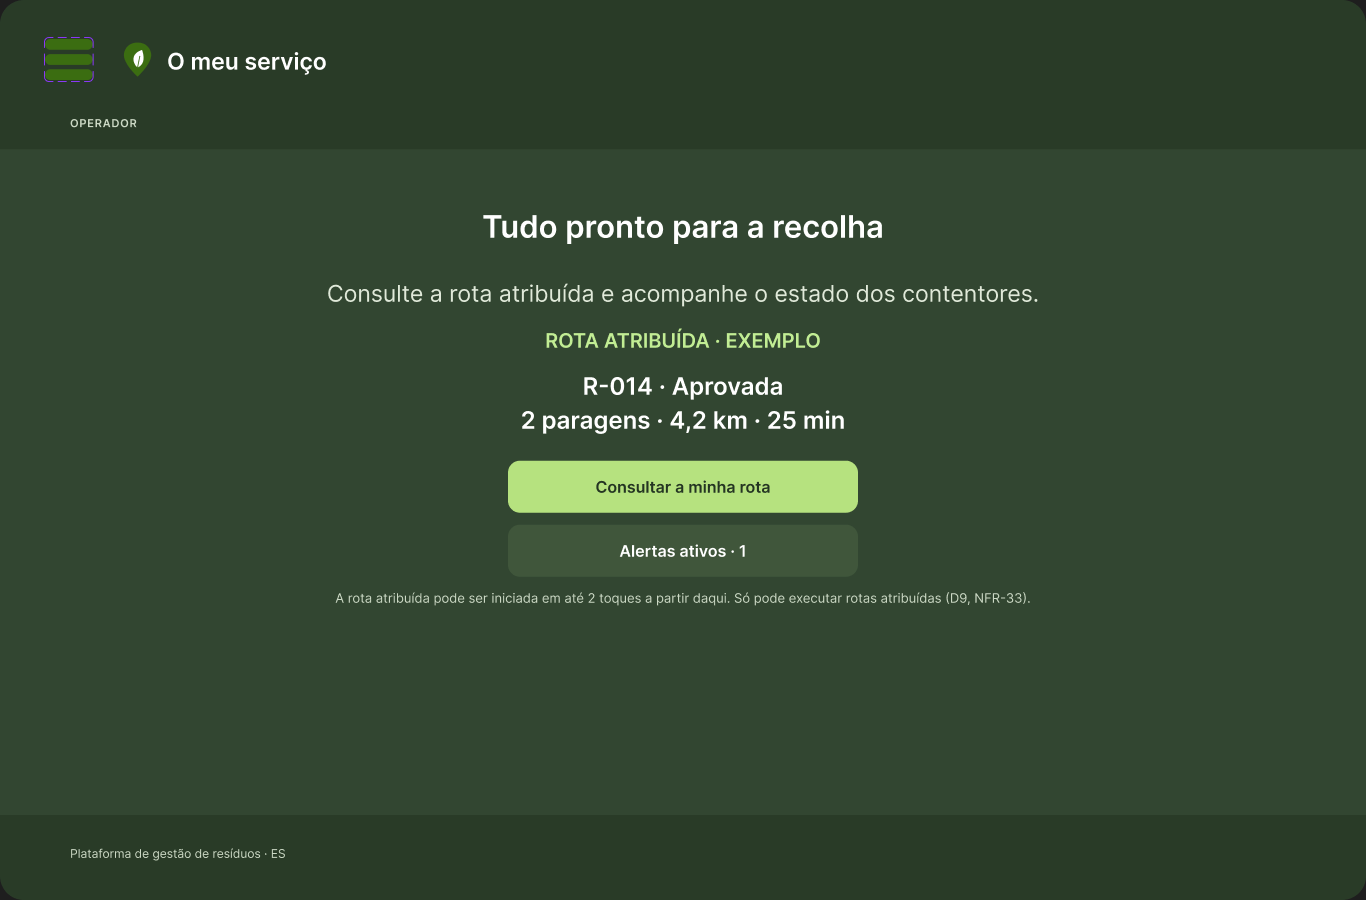 O meu serviço
OPERADOR
Tudo pronto para a recolha
Consulte a rota atribuída e acompanhe o estado dos contentores.
ROTA ATRIBUÍDA · EXEMPLO
R-014 · Aprovada
2 paragens · 4,2 km · 25 min
Consultar a minha rota
Alertas ativos · 1
A rota atribuída pode ser iniciada em até 2 toques a partir daqui. Só pode executar rotas atribuídas (D9, NFR-33).
Plataforma de gestão de resíduos · ES